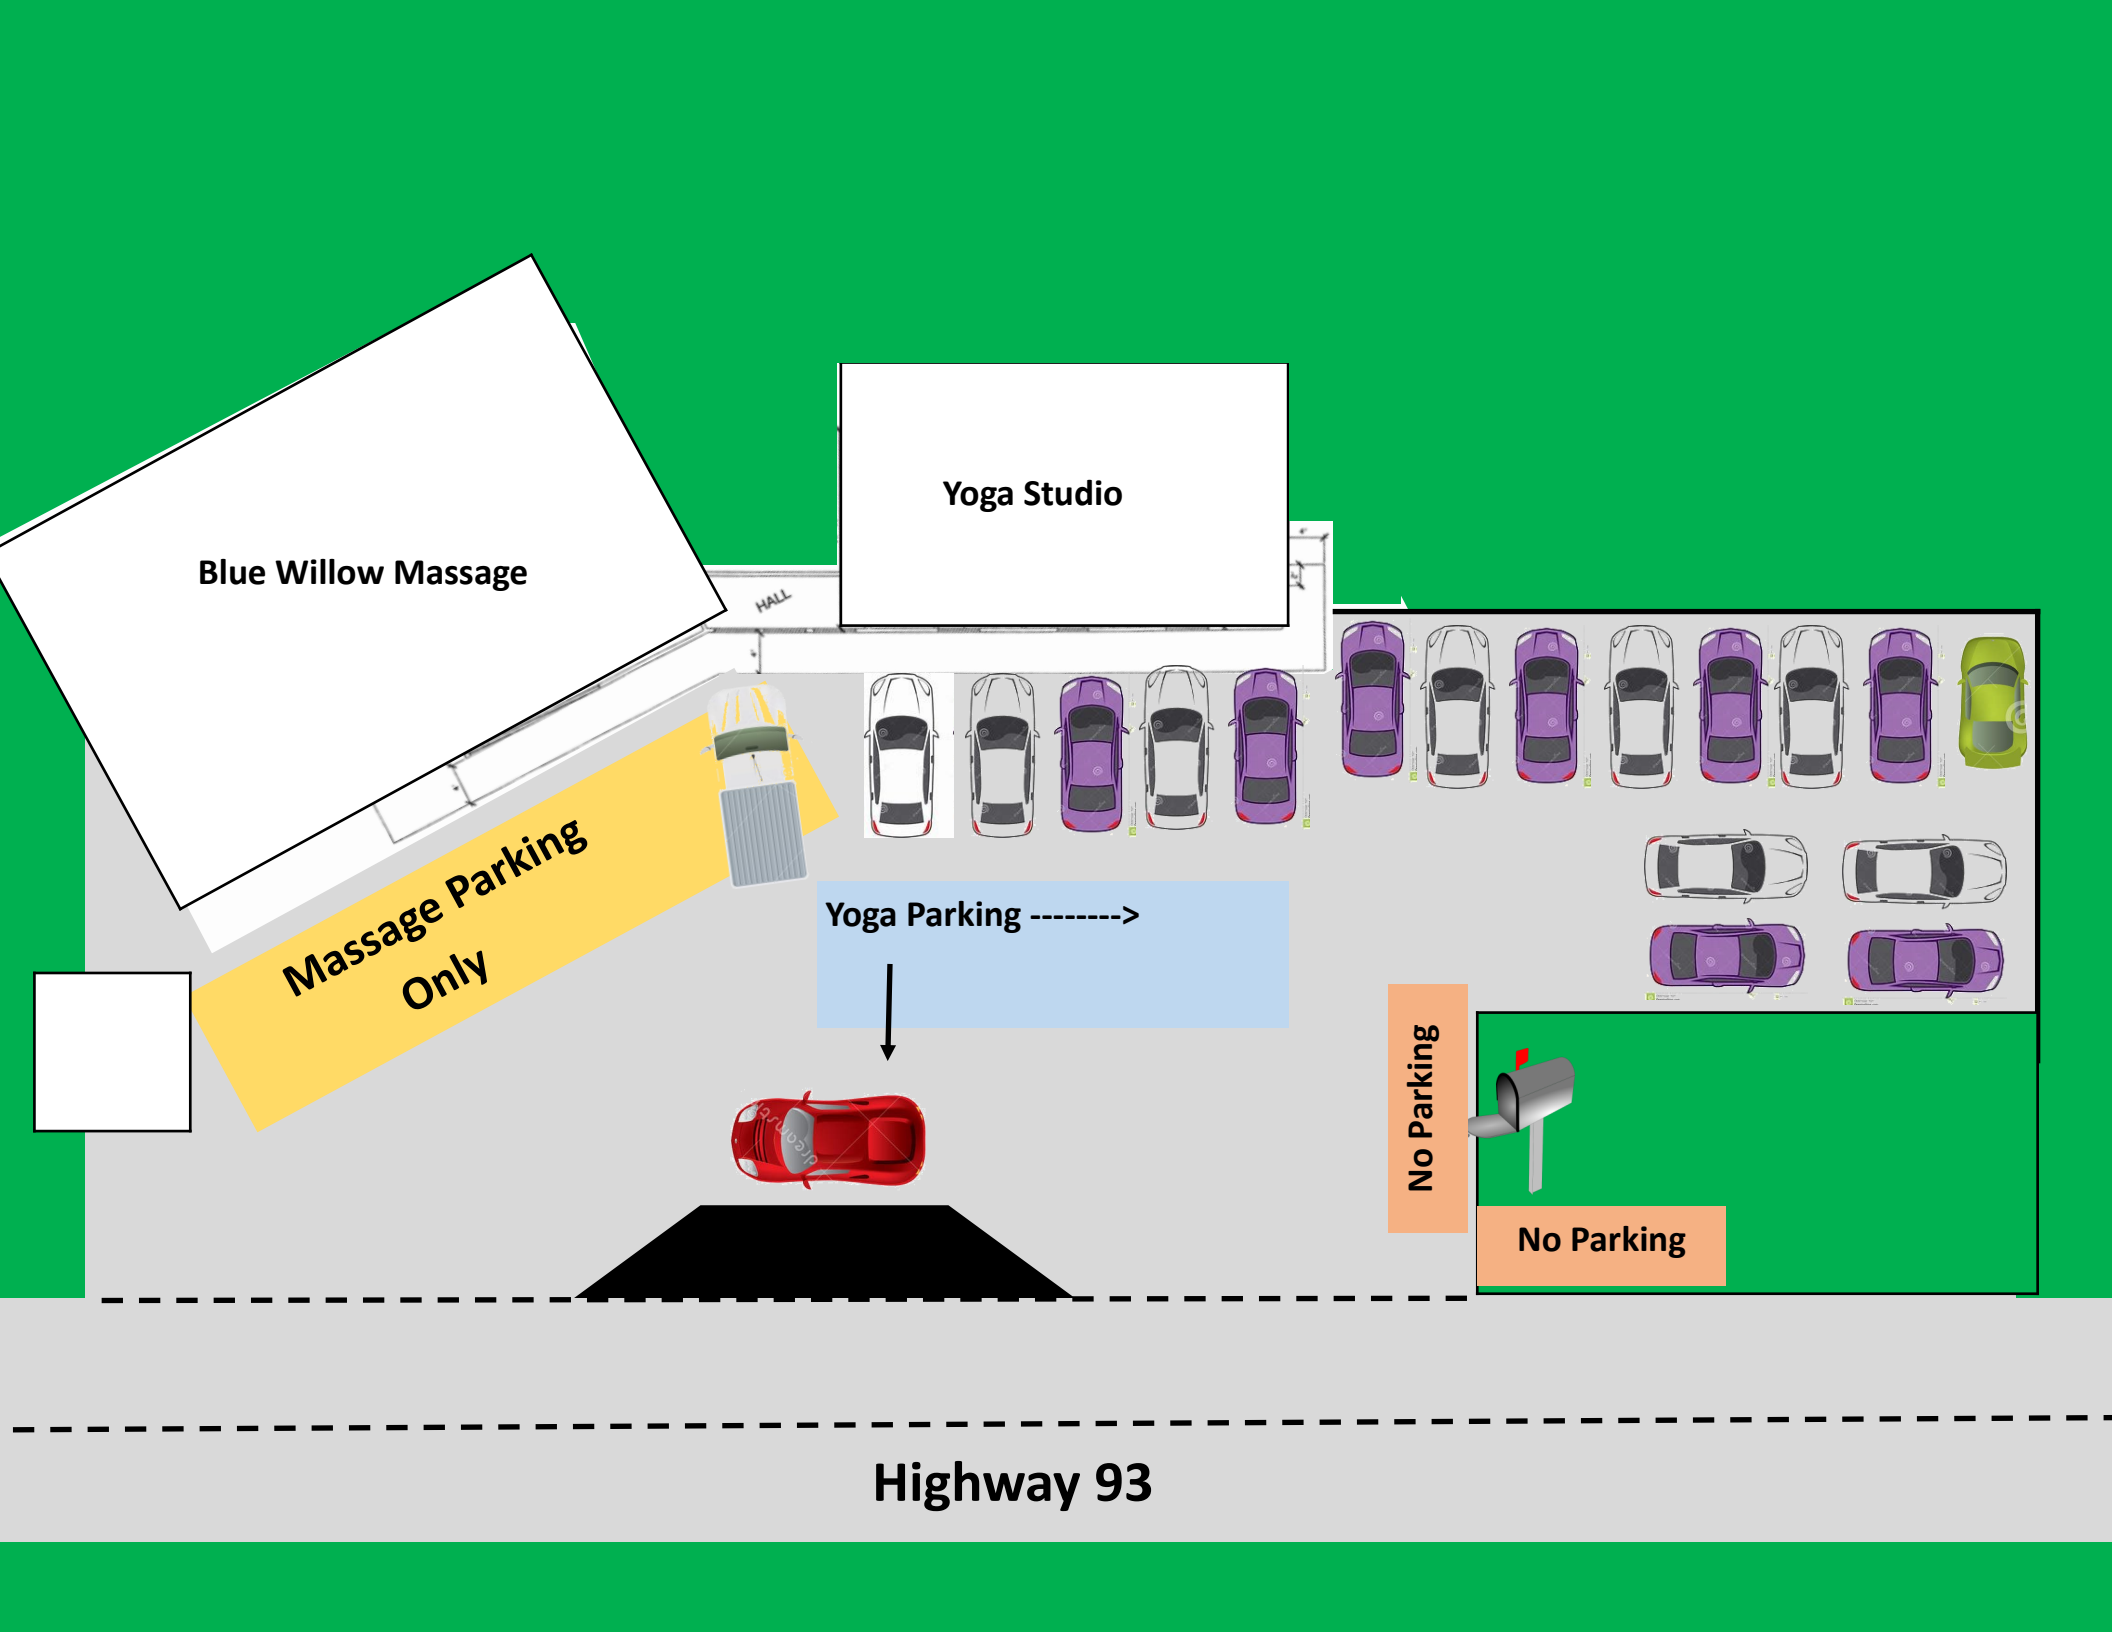 Yoga Studio
Blue Willow Massage
HALL
Massage Parking
Only
Yoga Parking -------->
No Parking
No Parking
Highway 93